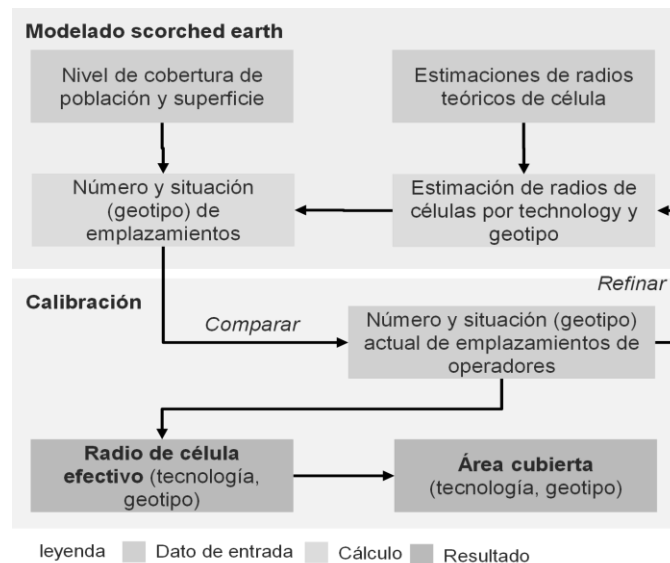 Modelado scorched earth
Nivel de cobertura de
población y superficie
Estimaciones de radios
teóricos de célula
Número y situación
(geotipo) de
emplazamientos
Estimación de radios de
células por technology y
geotipo
Calibración
Refinar
Comparar
Número y situación (geotipo)
actual de emplazamientos de
operadores
Radio de célula
efectivo (tecnología,
geotipo)
Área cubierta
(tecnología, geotipo)
leyenda Dato de entrada Cálculo Resultado